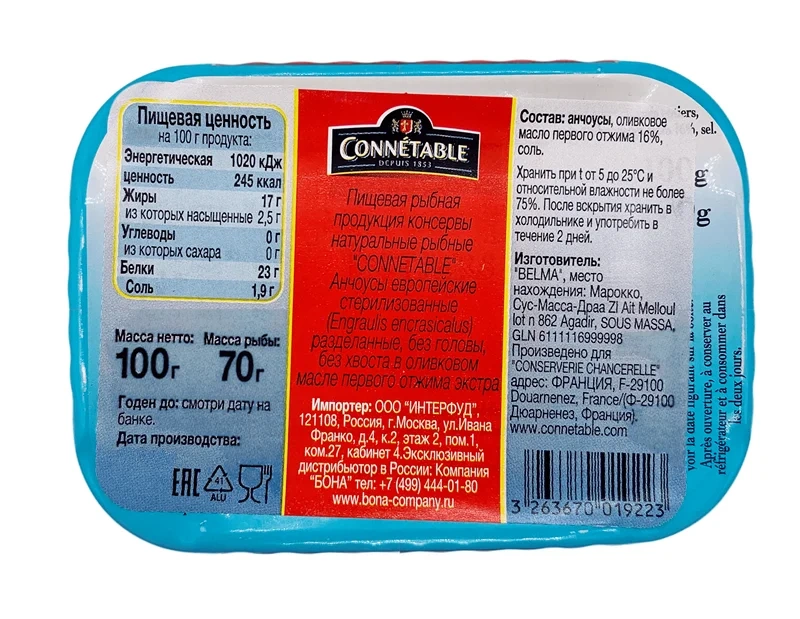 Пищевая ценность
на 100 г продукта:
Энергетическая 1020 кДж
ценность 245 ккал
Жиры 17 г
из которых насыщенные 2,5 г
Углеводы 0 г
из которых сахара 0 г
Белки 23 г
Соль 1,9 г
Масса нетто: Масса рыбы:
100г 70г
Годен до: смотри дату на
банке.
Дата производства:
EAC 41
ALU
CONNÉTABLE
DEPUIS 1853
Пищевая рыбная
продукция консервы
натуральные рыбные
"CONNETABLE"
Анчоусы европейские
стерилизованные
(Engraulis encrasicalus)
разделанные, без головы,
без хвоста в оливковом
масле первого отжима экстра
Импортер: ООО "ИНТЕРФУД",
121108, Россия, г.Москва, ул.Ивана
Франко, д.4, к.2, этаж 2, пом.1,
ком.27, кабинет 4.Эксклюзивный
дистрибьютор в России: Компания
"БОНА" тел: +7 (499) 444-01-80
www.bona-company.ru
Состав: анчоусы, оливковое
масло первого отжима 16%,
соль.
Хранить при t от 5 до 25°С и
относительной влажности не более
75%. После вскрытия хранить в
холодильнике и употребить в
течение 2 дней.
Изготовитель:
"BELMA", место
нахождения: Марокко,
Сус-Масса-Драа ZI Ait Melloul
lot n 862 Agadir, SOUS MASSA,
GLN 6111116999998
Произведено для
"CONSERVERIE CHANCERELLE"
адрес: ФРАНЦИЯ, F-29100
Douarnenez, France/(Ф-29100
Дюарненез, Франция).
www.connetable.com
3 263670 019223
sel.
g
g
voir la date figurant sur
Après ouverture, à conserver au
réfrigérateur et à consommer dans
les deux jours.